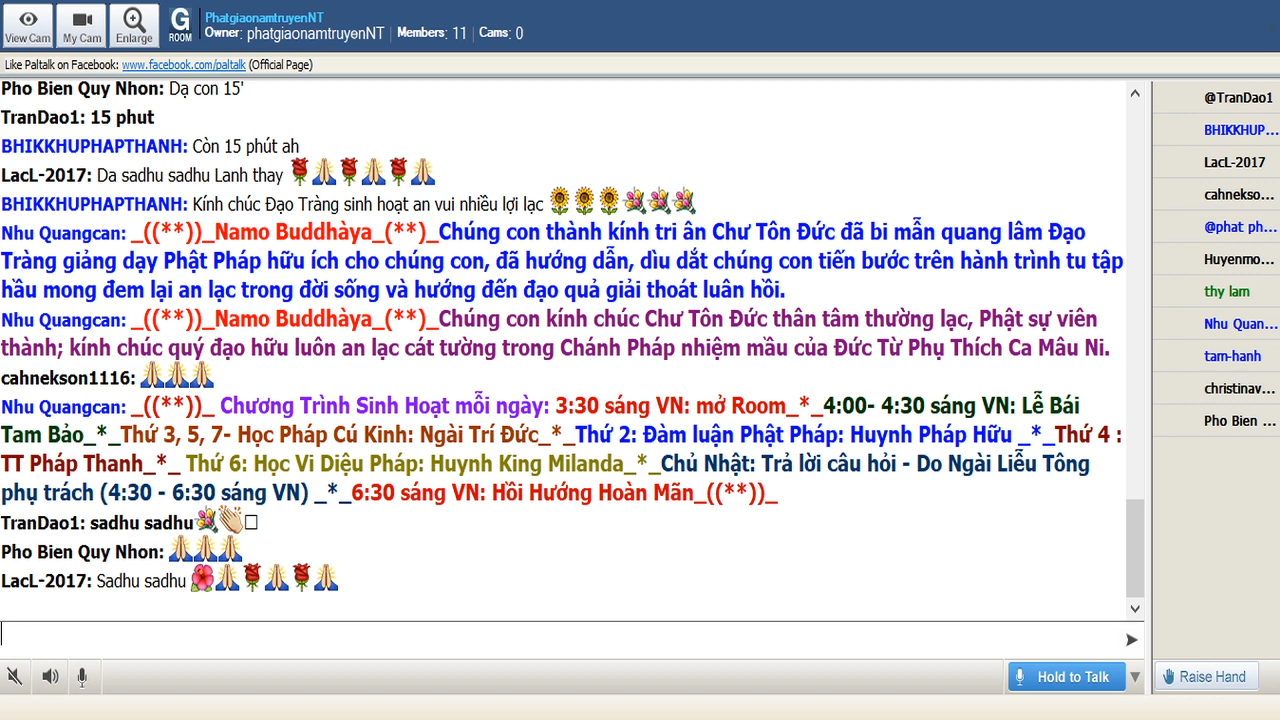 View Cam
My Cam
Enlarge
G
ROOM
PhatgiaonamtruyenNT
Owner: phatgiaonamtruyenNT | Members: 11 | Cams: 0
Like Paltalk on Facebook: www.facebook.com/paltalk (Official Page)
Pho Bien Quy Nhon: Dạ con 15'
TranDao1: 15 phut
BHIKKHUPHAPTHANH: Còn 15 phút ah
LacL-2017: Da sadhu sadhu Lanh thay 🌹🙏🌹🙏🌹🙏
BHIKKHUPHAPTHANH: Kính chúc Đạo Tràng sinh hoạt an vui nhiều lợi lạc 🌻🌻🌻💐💐💐
Nhu Quangcan: _((**))_Namo Buddhàya_(**)_Chúng con thành kính tri ân Chư Tôn Đức đã bi mẫn quang lâm Đạo
Tràng giảng dạy Phật Pháp hữu ích cho chúng con, đã hướng dẫn, dìu dắt chúng con tiến bước trên hành trình tu tập
hầu mong đem lại an lạc trong đời sống và hướng đến đạo quả giải thoát luân hồi.
Nhu Quangcan: _((**))_Namo Buddhàya_(**)_Chúng con kính chúc Chư Tôn Đức thân tâm thường lạc, Phật sự viên
thành; kính chúc quý đạo hữu luôn an lạc cát tường trong Chánh Pháp nhiệm mầu của Đức Từ Phụ Thích Ca Mâu Ni.
cahnekson1116: 🙏🙏🙏
Nhu Quangcan: _((**))_ Chương Trình Sinh Hoạt mỗi ngày: 3:30 sáng VN: mở Room_*_4:00- 4:30 sáng VN: Lễ Bái
Tam Bảo_*_Thứ 3, 5, 7- Học Pháp Cú Kinh: Ngài Trí Đức_*_Thứ 2: Đàm luận Phật Pháp: Huynh Pháp Hữu _*_Thứ 4 :
TT Pháp Thanh_*_ Thứ 6: Học Vi Diệu Pháp: Huynh King Milanda_*_Chủ Nhật: Trả lời câu hỏi - Do Ngài Liễu Tông
phụ trách (4:30 - 6:30 sáng VN) _*_6:30 sáng VN: Hồi Hướng Hoàn Mãn_((**))_
TranDao1: sadhu sadhu💐👏□
Pho Bien Quy Nhon: 🙏🙏🙏
LacL-2017: Sadhu sadhu 🌺🙏🌹🙏🌹🙏
@TranDao1
BHIKKHUP...
LacL-2017
cahnekso...
@phat ph...
Huyenmo...
thy lam
Nhu Quan...
tam-hanh
christinav...
Pho Bien ...
Hold to Talk
Raise Hand